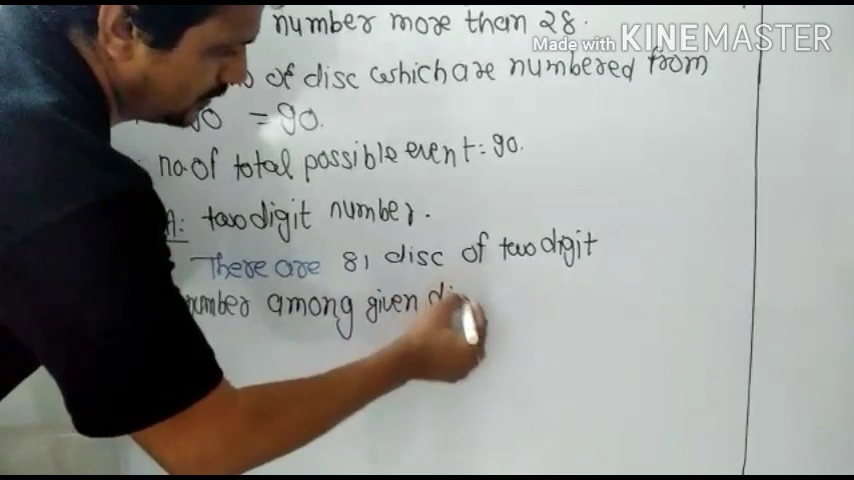 number more than 28.
Made with KINEMASTER
of disc which are numbered from
= 90.
no. of total possible event = 90.
A: two digit number.
There are 81 disc of two digit
number among given di